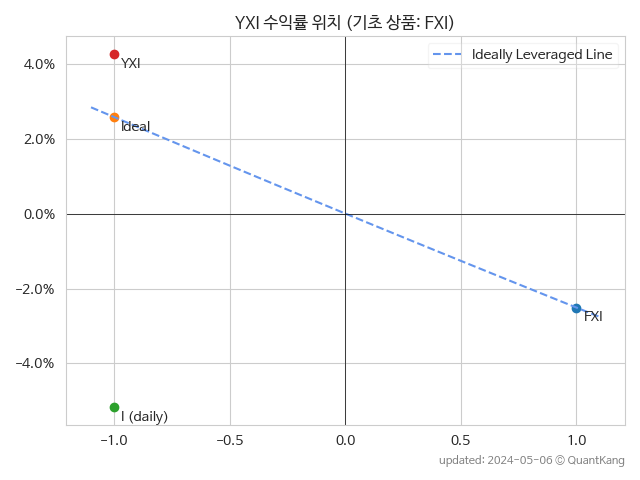 YXI 수익률 위치 (기초 상품: FXI)
Ideally Leveraged Line
4.0%
2.0%
0.0%
−2.0%
−4.0%
YXI
Ideal
FXI
I (daily)
−1.0
−0.5
0.0
0.5
1.0
updated: 2024-05-06 © QuantKang